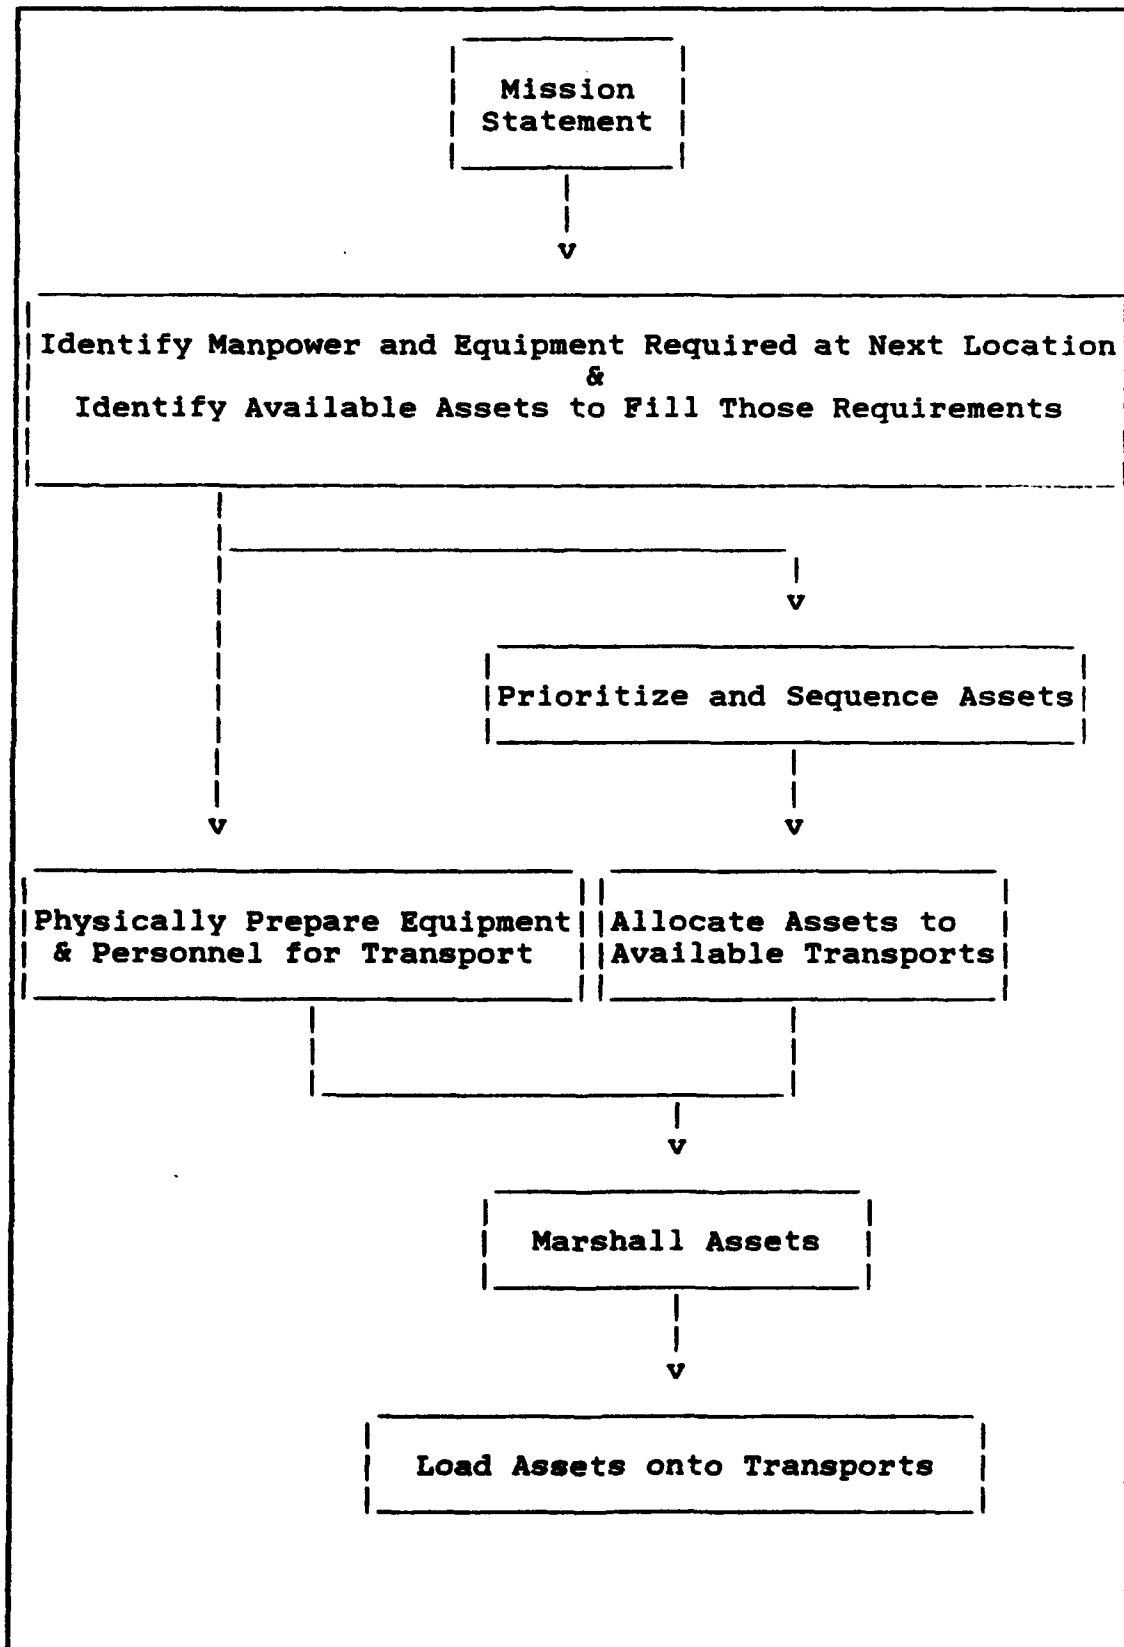 Mission
Statement
Identify Manpower and Equipment Required at Next Location
&
Identify Available Assets to Fill Those Requirements
Prioritize and Sequence Assets
Physically Prepare Equipment
& Personnel for Transport
Allocate Assets to
Available Transports
Marshall Assets
Load Assets onto Transports